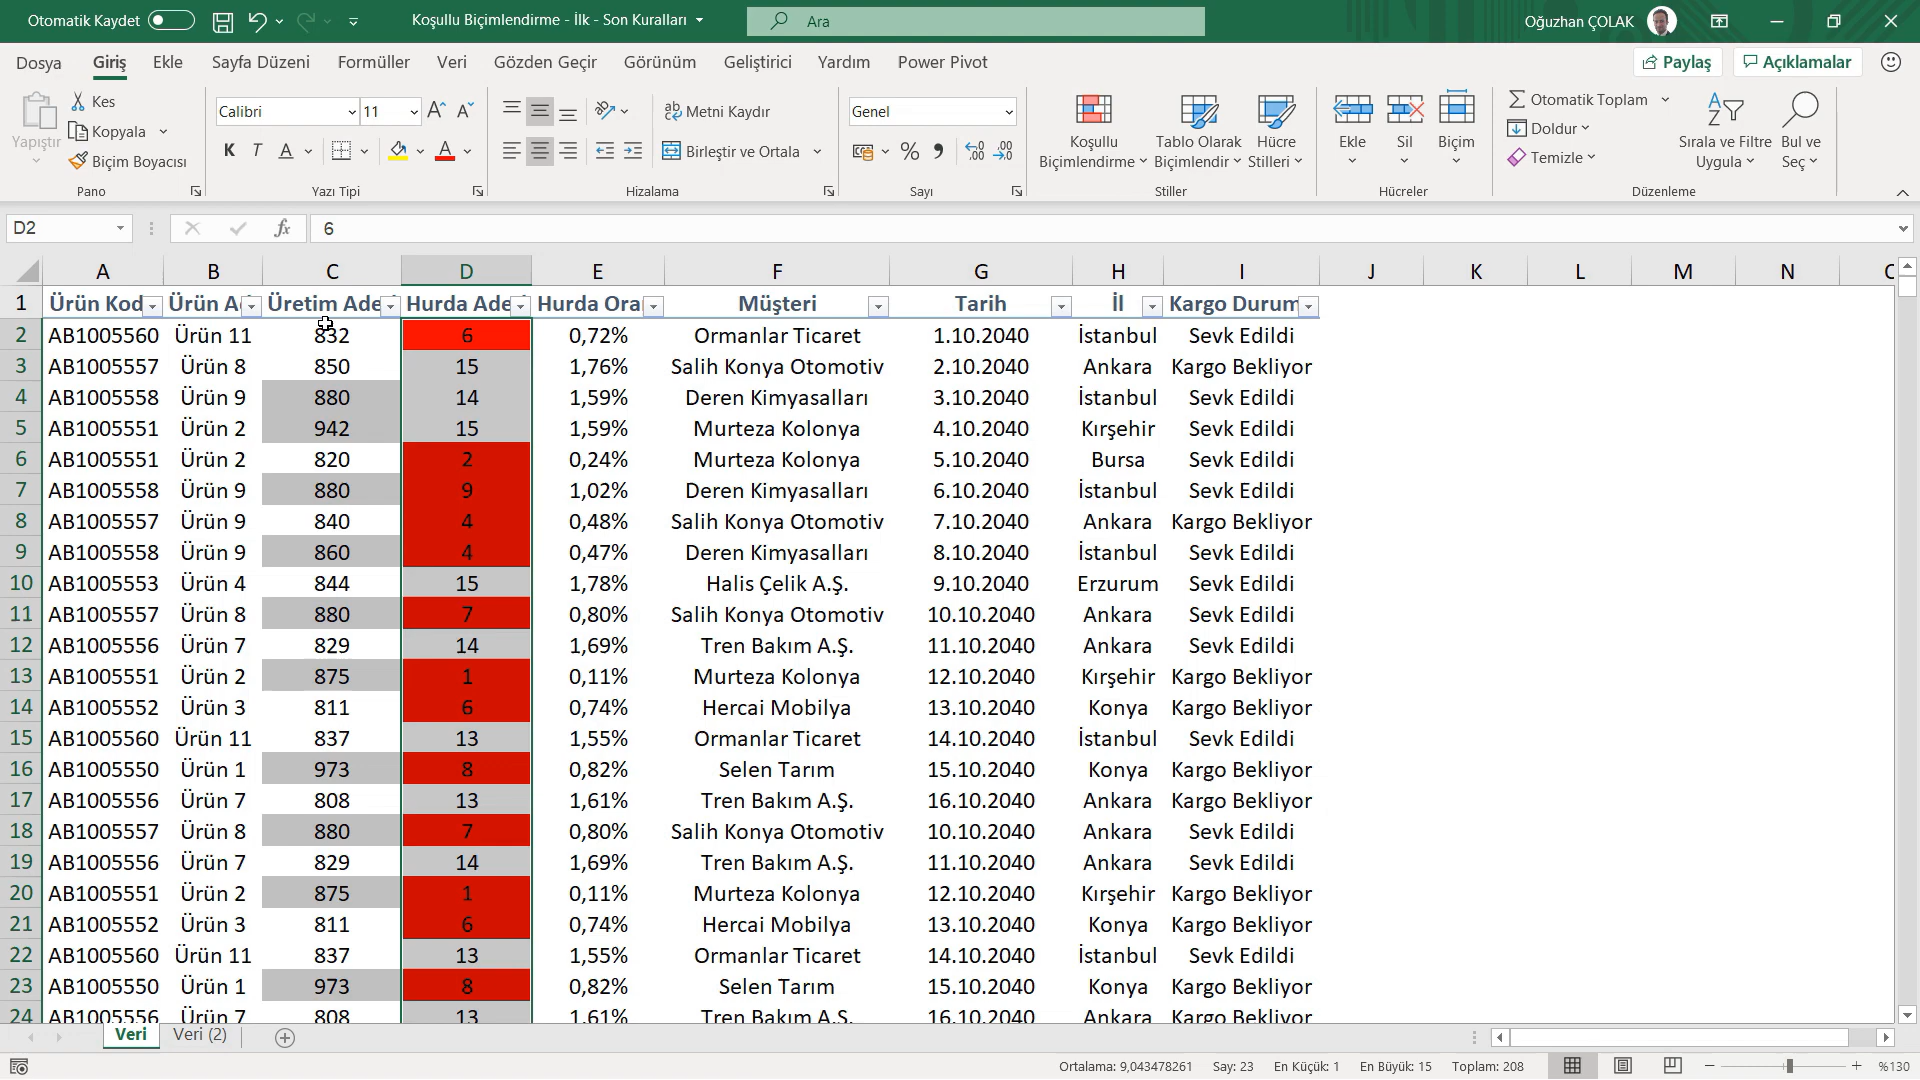 Otomatik Kaydet
Koşullu Biçimlendirme - İlk - Son Kuralları
Ara
Oğuzhan ÇOLAK
Dosya Giriş Ekle Sayfa Düzeni Formüller Veri Gözden Geçir Görünüm Geliştirici Yardım Power Pivot Paylaş Açıklamalar
Yapıştır
Kes
Kopyala
Biçim Boyacısı
Pano
Calibri 11
K T A
Yazı Tipi
Metni Kaydır
Birleştir ve Ortala
Hizalama
Genel
Sayı
Koşullu Biçimlendirme
Tablo Olarak Biçimlendir
Hücre Stilleri
Stiller
Ekle Sil Biçim
Hücreler
Otomatik Toplam
Doldur
Temizle
Sırala ve Filtre Uygula
Bul ve Seç
Düzenleme
D2 fx 6
A B C D E F G H I J K L M N
1 Ürün Kod Ürün A Üretim Ade Hurda Ade Hurda Ora Müşteri Tarih İl Kargo Durum
2 AB1005560 Ürün 11 832 6 0,72% Ormanlar Ticaret 1.10.2040 İstanbul Sevk Edildi
3 AB1005557 Ürün 8 850 15 1,76% Salih Konya Otomotiv 2.10.2040 Ankara Kargo Bekliyor
4 AB1005558 Ürün 9 880 14 1,59% Deren Kimyasalları 3.10.2040 İstanbul Sevk Edildi
5 AB1005551 Ürün 2 942 15 1,59% Murteza Kolonya 4.10.2040 Kırşehir Sevk Edildi
6 AB1005551 Ürün 2 820 2 0,24% Murteza Kolonya 5.10.2040 Bursa Sevk Edildi
7 AB1005558 Ürün 9 880 9 1,02% Deren Kimyasalları 6.10.2040 İstanbul Sevk Edildi
8 AB1005557 Ürün 9 840 4 0,48% Salih Konya Otomotiv 7.10.2040 Ankara Kargo Bekliyor
9 AB1005558 Ürün 9 860 4 0,47% Deren Kimyasalları 8.10.2040 İstanbul Sevk Edildi
10 AB1005553 Ürün 4 844 15 1,78% Halis Çelik A.Ş. 9.10.2040 Erzurum Sevk Edildi
11 AB1005557 Ürün 8 880 7 0,80% Salih Konya Otomotiv 10.10.2040 Ankara Sevk Edildi
12 AB1005556 Ürün 7 829 14 1,69% Tren Bakım A.Ş. 11.10.2040 Ankara Sevk Edildi
13 AB1005551 Ürün 2 875 1 0,11% Murteza Kolonya 12.10.2040 Kırşehir Kargo Bekliyor
14 AB1005552 Ürün 3 811 6 0,74% Hercai Mobilya 13.10.2040 Konya Kargo Bekliyor
15 AB1005560 Ürün 11 837 13 1,55% Ormanlar Ticaret 14.10.2040 İstanbul Sevk Edildi
16 AB1005550 Ürün 1 973 8 0,82% Selen Tarım 15.10.2040 Konya Kargo Bekliyor
17 AB1005556 Ürün 7 808 13 1,61% Tren Bakım A.Ş. 16.10.2040 Ankara Kargo Bekliyor
18 AB1005557 Ürün 8 880 7 0,80% Salih Konya Otomotiv 10.10.2040 Ankara Sevk Edildi
19 AB1005556 Ürün 7 829 14 1,69% Tren Bakım A.Ş. 11.10.2040 Ankara Sevk Edildi
20 AB1005551 Ürün 2 875 1 0,11% Murteza Kolonya 12.10.2040 Kırşehir Kargo Bekliyor
21 AB1005552 Ürün 3 811 6 0,74% Hercai Mobilya 13.10.2040 Konya Kargo Bekliyor
22 AB1005560 Ürün 11 837 13 1,55% Ormanlar Ticaret 14.10.2040 İstanbul Sevk Edildi
23 AB1005550 Ürün 1 973 8 0,82% Selen Tarım 15.10.2040 Konya Kargo Bekliyor
24 AB1005556 Ürün 7 808 13 1,61% Tren Bakım A.Ş. 16.10.2040 Ankara Kargo Bekliyor
Veri Veri (2)
Ortalama: 9,043478261 Say: 23 En Küçük: 1 En Büyük: 15 Toplam: 208 %130